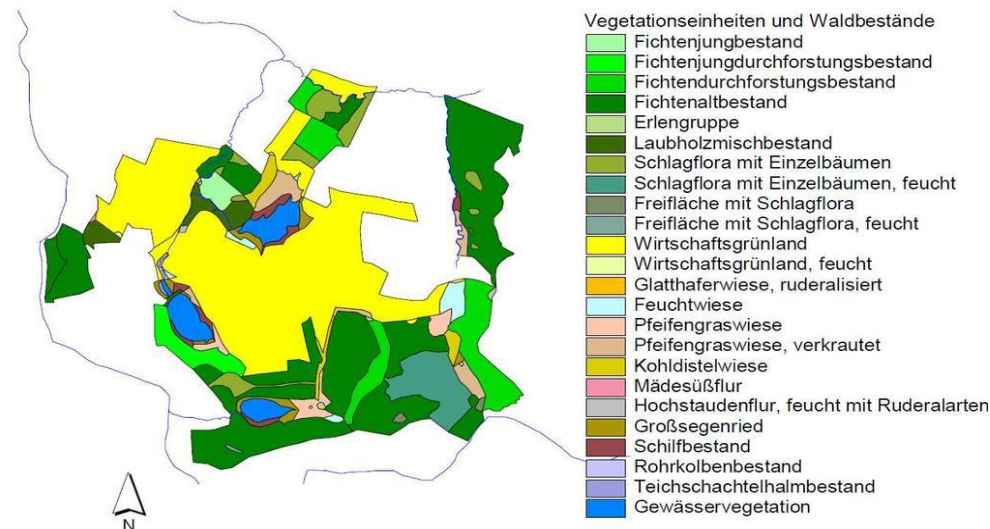 Vegetationseinheiten und Waldbestände
Fichtenjungbestand
Fichtenjungdurchforstungsbestand
Fichtendurchforstungsbestand
Fichtenaltbestand
Erlengruppe
Laubholzmischbestand
Schlagflora mit Einzelbäumen
Schlagflora mit Einzelbäumen, feucht
Freifläche mit Schlagflora
Freifläche mit Schlagflora, feucht
Wirtschaftsgrünland
Wirtschaftsgrünland, feucht
Glatthaferwiese, ruderalisiert
Feuchtwiese
Pfeifengraswiese
Pfeifengraswiese, verkrautet
Kohldistelwiese
Mädesüßflur
Hochstaudenflur, feucht mit Ruderalarten
Großsegenried
Schilfbestand
Rohrkolbenbestand
Teichschachtelhalmbestand
Gewässervegetation
N